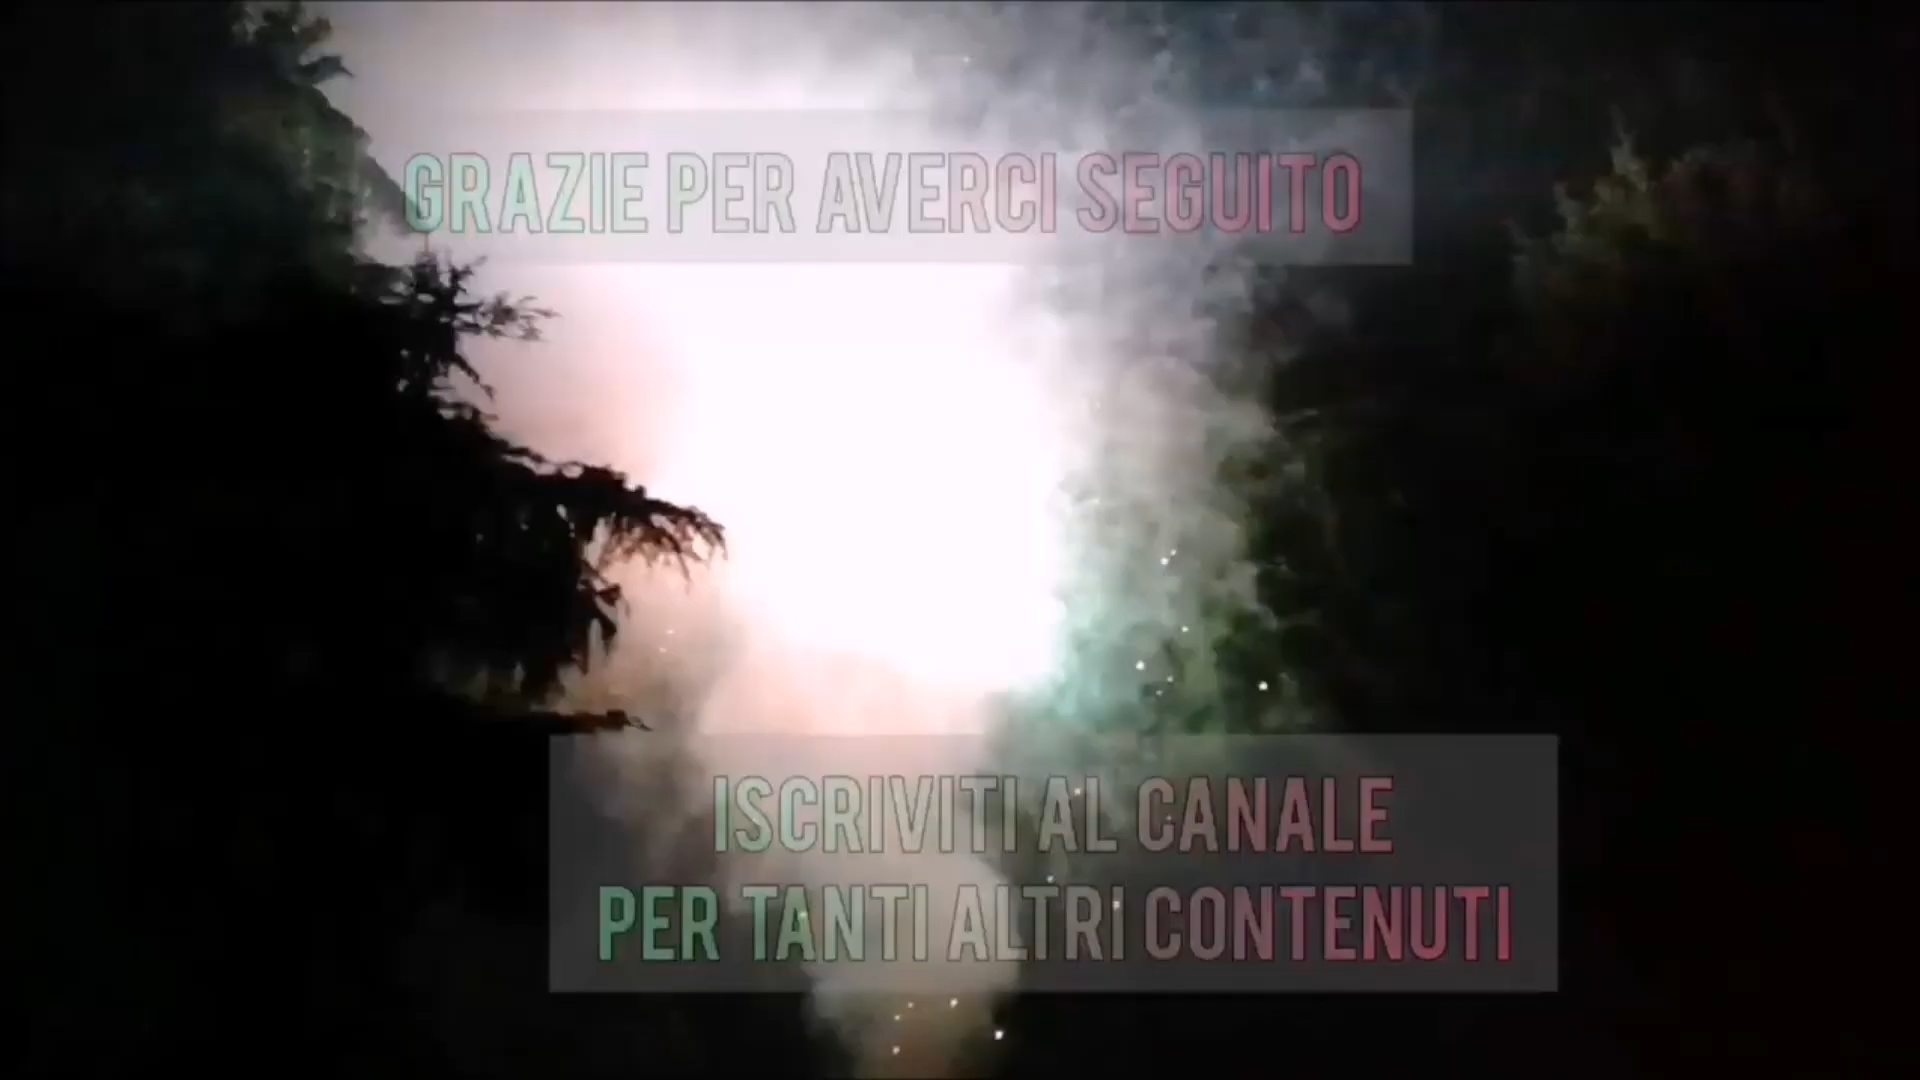 GRAZIE PER AVERCI SEGUITO
ISCRIVITI AL CANALE
PER TANTI ALTRI CONTENUTI